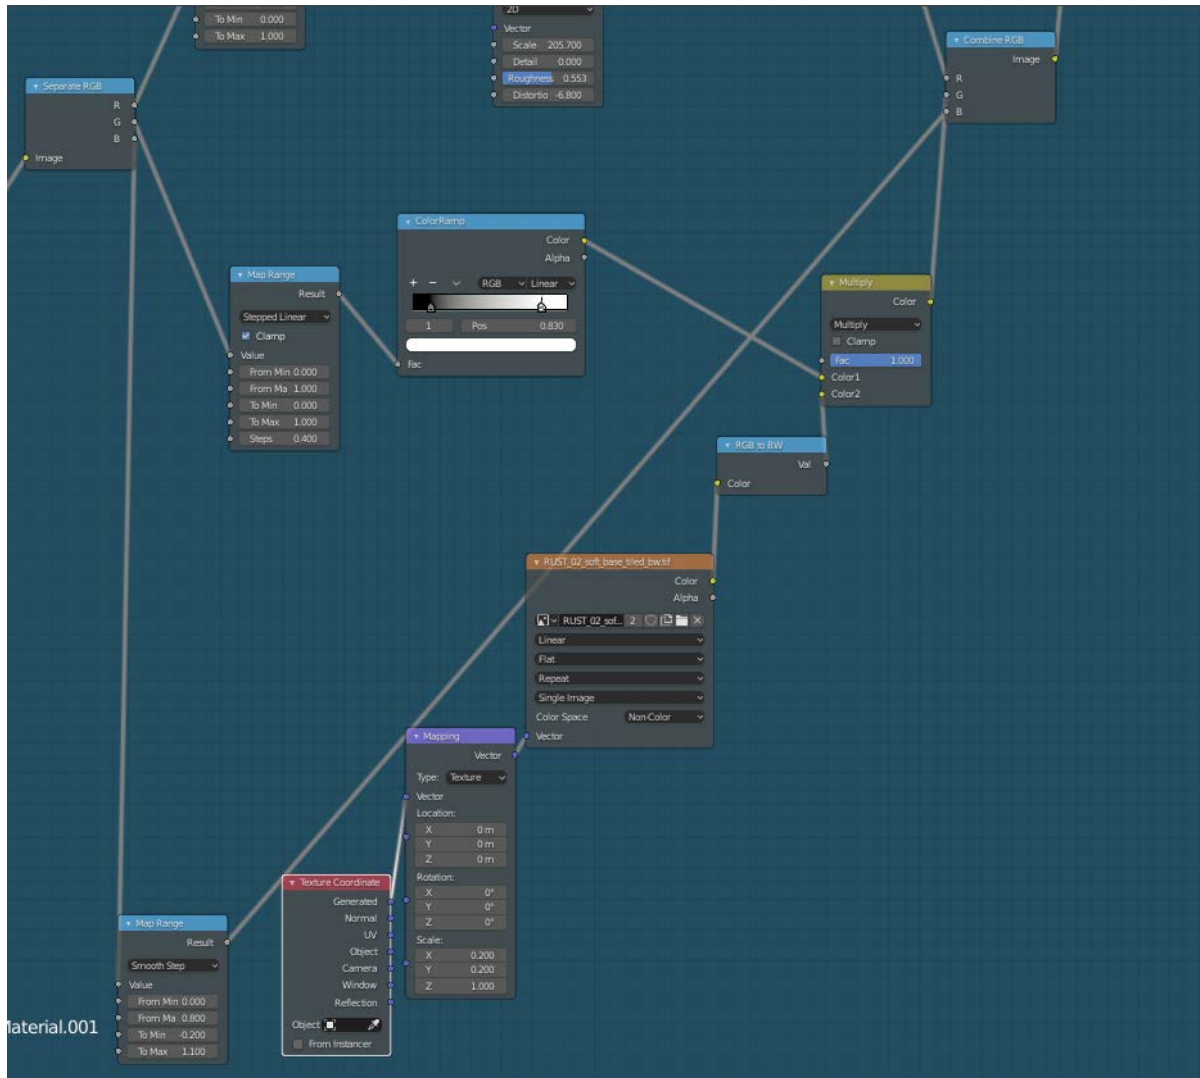 To Min 0.000
To Max 1.000
2D
Vector
Scale 205.700
Detail 0.000
Roughness 0.553
Distortio -6.800
Combine RGB
Image
R
G
B
Separate RGB
R
G
B
Image
ColorRamp
Color
Alpha
+ − RGB Linear
1 Pos 0.830
Fac
Map Range
Result
Stepped Linear
Clamp
Value
From Min 0.000
From Ma 1.000
To Min 0.000
To Max 1.000
Steps 0.400
Multiply
Color
Multiply
Clamp
Fac 1.000
Color1
Color2
RGB to BW
Val
Color
RUST_02_soft_base_tiled_bw.tif
Color
Alpha
RUST_02_sof... 2
Linear
Flat
Repeat
Single Image
Color Space Non-Color
Vector
Mapping
Vector
Type: Texture
Vector
Location:
X 0 m
Y 0 m
Z 0 m
Rotation:
X 0°
Y 0°
Z 0°
Scale:
X 0.200
Y 0.200
Z 1.000
Texture Coordinate
Generated
Normal
UV
Object
Camera
Window
Reflection
Object
From Instancer
Map Range
Result
Smooth Step
Value
From Min 0.000
From Ma 0.800
To Min -0.200
To Max 1.100
aterial.001